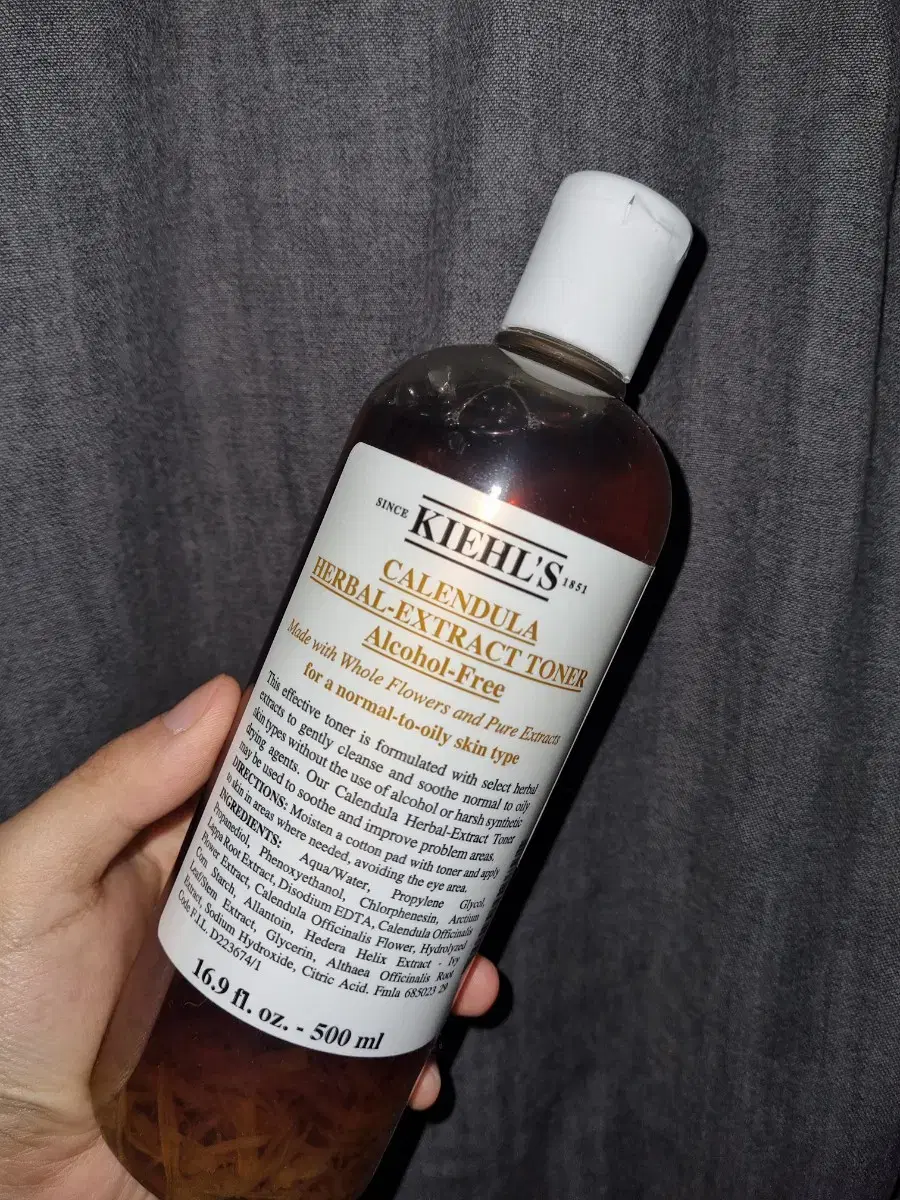 SINCE KIEHL'S 1851
CALENDULA
HERBAL-EXTRACT TONER
Alcohol-Free
Made with Whole Flowers and Pure Extracts
for a normal-to-oily skin type
This effective toner is formulated with select herbal
extracts to gently cleanse and soothe normal to oily
skin types without the use of alcohol or harsh synthetic
drying agents. Our Calendula Herbal-Extract Toner
may be used to soothe and improve problem areas.
DIRECTIONS: Moisten a cotton pad with toner and apply
to skin in areas where needed, avoiding the eye area.
INGREDIENTS: Aqua/Water, Propylene Glycol,
Propanediol, Phenoxyethanol, Chlorphenesin, Arctium
Lappa Root Extract, Disodium EDTA, Calendula Officinalis
Flower Extract, Calendula Officinalis Flower, Hydrolyzed
Corn Starch, Allantoin, Hedera Helix Extract - Ivy
Leaf/Stem Extract, Glycerin, Althaea Officinalis Root
Extract, Sodium Hydroxide, Citric Acid. Fmla 685023 29
Code F.I.L. D223674/1
16.9 fl. oz. - 500 ml